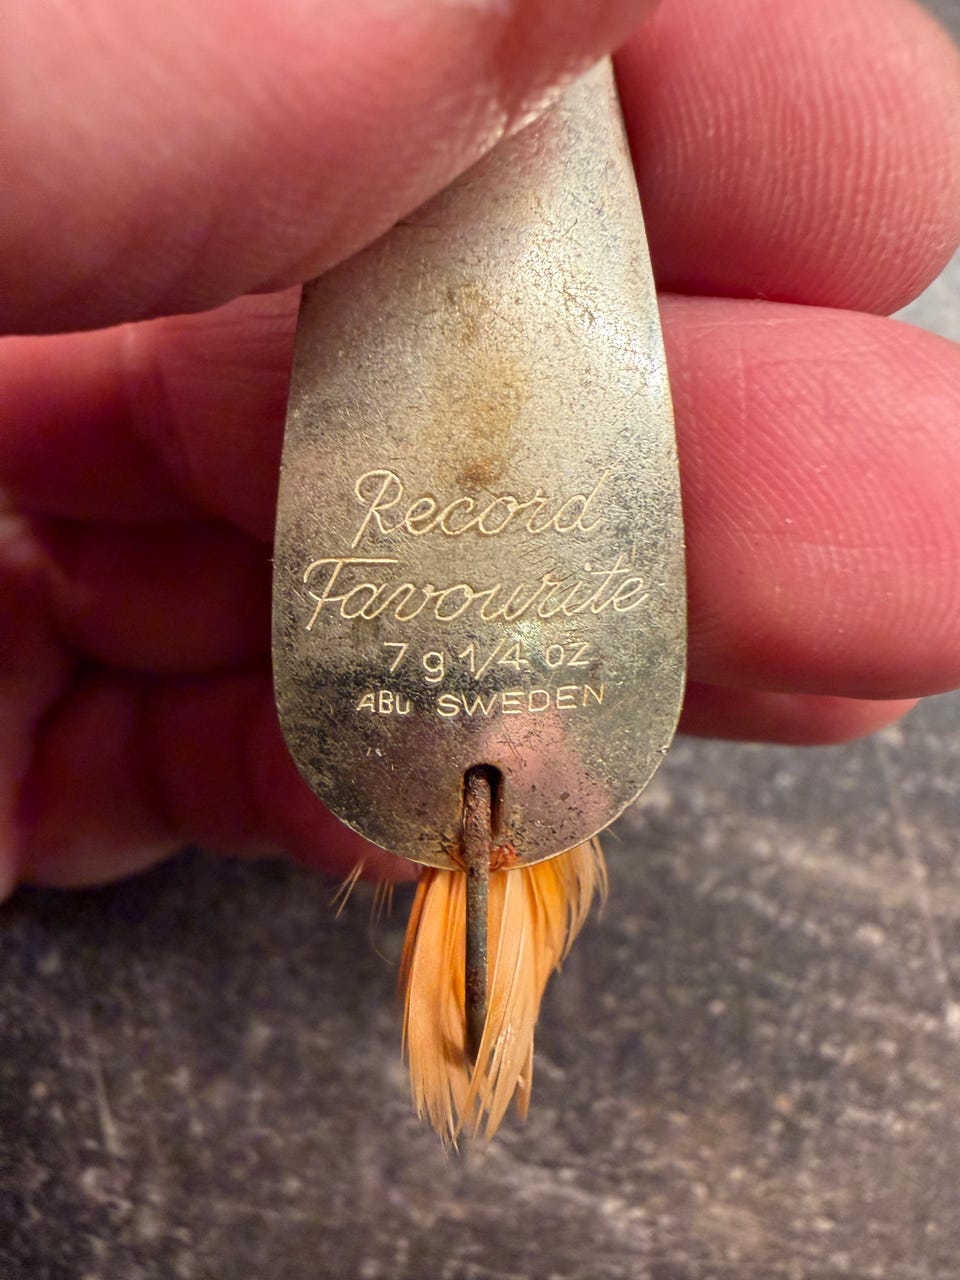 Record
Favourite
7 g 1/4 oz
ABU SWEDEN